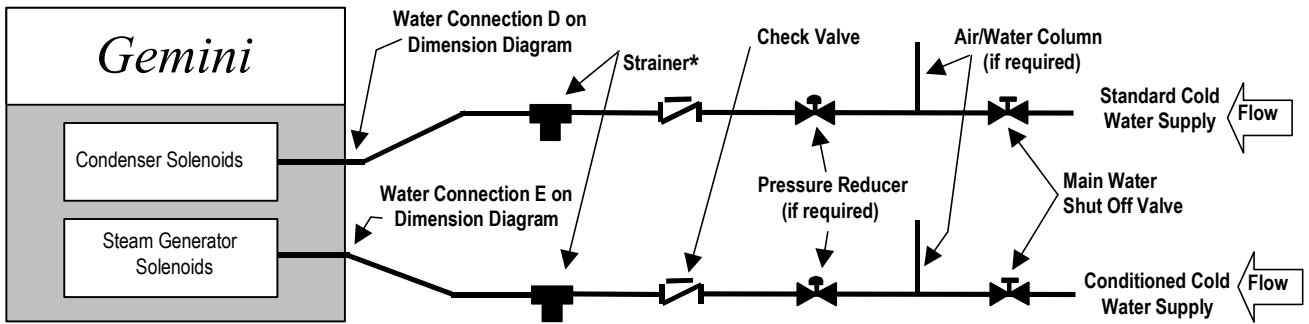 Gemini
Water Connection D on
Dimension Diagram
Strainer*
Check Valve
Air/Water Column
(if required)
Standard Cold
Water Supply
Flow
Condenser Solenoids
Water Connection E on
Dimension Diagram
Pressure Reducer
(if required)
Main Water
Shut Off Valve
Steam Generator
Solenoids
Conditioned Cold
Water Supply
Flow